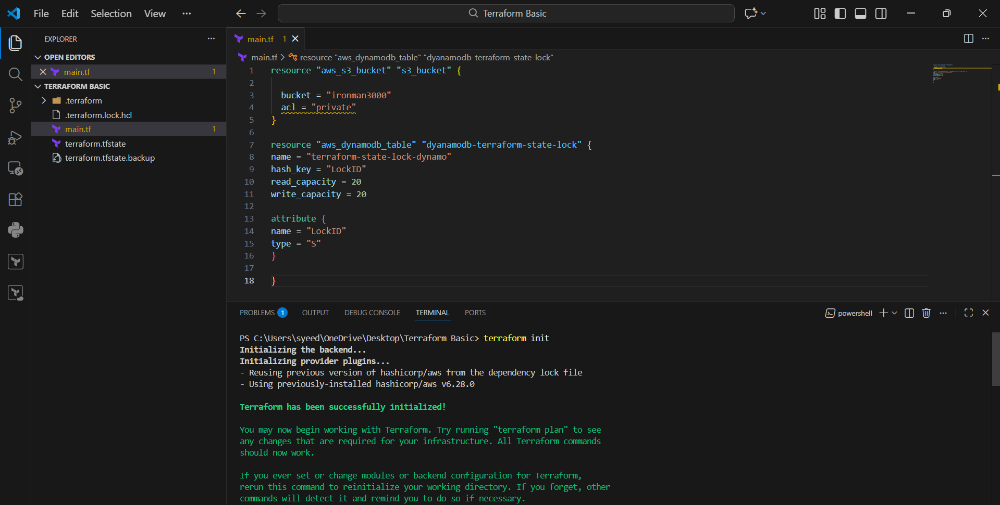 File Edit Selection View ···
Terraform Basic
EXPLORER
OPEN EDITORS
main.tf 1
TERRAFORM BASIC
.terraform
.terraform.lock.hcl
main.tf 1
terraform.tfstate
terraform.tfstate.backup
main.tf 1
main.tf > resource "aws_dynamodb_table" "dyanamodb-terraform-state-lock"
1 resource "aws_s3_bucket" "s3_bucket" {
2
3 bucket = "ironman3000"
4 acl = "private"
5 }
6
7 resource "aws_dynamodb_table" "dyanamodb-terraform-state-lock" {
8 name = "terraform-state-lock-dynamo"
9 hash_key = "LockID"
10 read_capacity = 20
11 write_capacity = 20
12
13 attribute {
14 name = "LockID"
15 type = "S"
16 }
17
18 }
PROBLEMS 1 OUTPUT DEBUG CONSOLE TERMINAL PORTS
powershell
PS C:\Users\syeed\OneDrive\Desktop\Terraform Basic> terraform init
Initializing the backend...
Initializing provider plugins...
- Reusing previous version of hashicorp/aws from the dependency lock file
- Using previously-installed hashicorp/aws v6.28.0
Terraform has been successfully initialized!
You may now begin working with Terraform. Try running "terraform plan" to see
any changes that are required for your infrastructure. All Terraform commands
should now work.
If you ever set or change modules or backend configuration for Terraform,
rerun this command to reinitialize your working directory. If you forget, other
commands will detect it and remind you to do so if necessary.